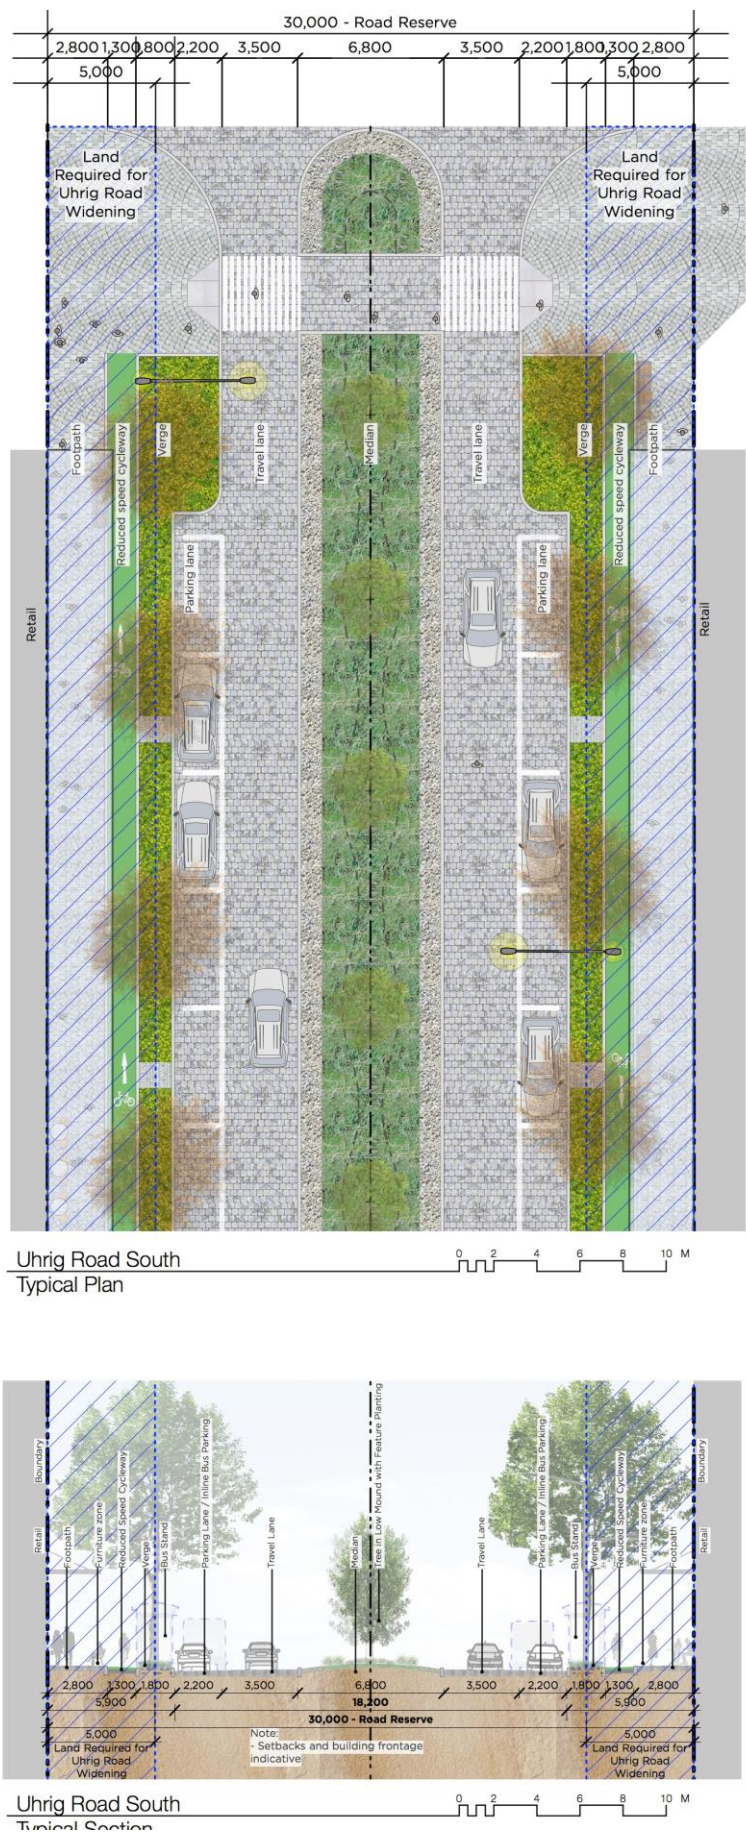 30,000 - Road Reserve
2,800 1,300 1800 2,200 3,500 6,800 3,500 2,200 1800 1,300 2,800
5,000 5,000
Land
Required for
Uhrig Road
Widening
Land
Required for
Uhrig Road
Widening
Footpath
Reduced speed cycleway
Verge
Travel lane
Median
Travel lane
Verge
Reduced speed cycleway
Footpath
Parking lane
Parking lane
Retail
Retail
Uhrig Road South
Typical Plan
0 2 4 6 8 10 M
Retail
Boundary
Footpath
Furniture zone
Reduced Speed Cycleway
Verge
Bus Stand
Parking Lane / Inline Bus Parking
Travel Lane
Median
Tree in Low Mound with Feature Planting
Travel Lane
Parking Lane / Inline Bus Parking
Bus Stand
Verge
Reduced Speed Cycleway
Furniture zone
Footpath
Retail
Boundary
2,800 1,300 1,800 2,200 3,500 6,800 3,500 2,200 1,800 1,300 2,800
5,900 18,200 5,900
30,000 - Road Reserve
5,000 5,000
Land Required for
Uhrig Road
Widening
Note:
- Setbacks and building frontage
indicative
Land Required for
Uhrig Road
Widening
Uhrig Road South
0 2 4 6 8 10 M
Typical Section